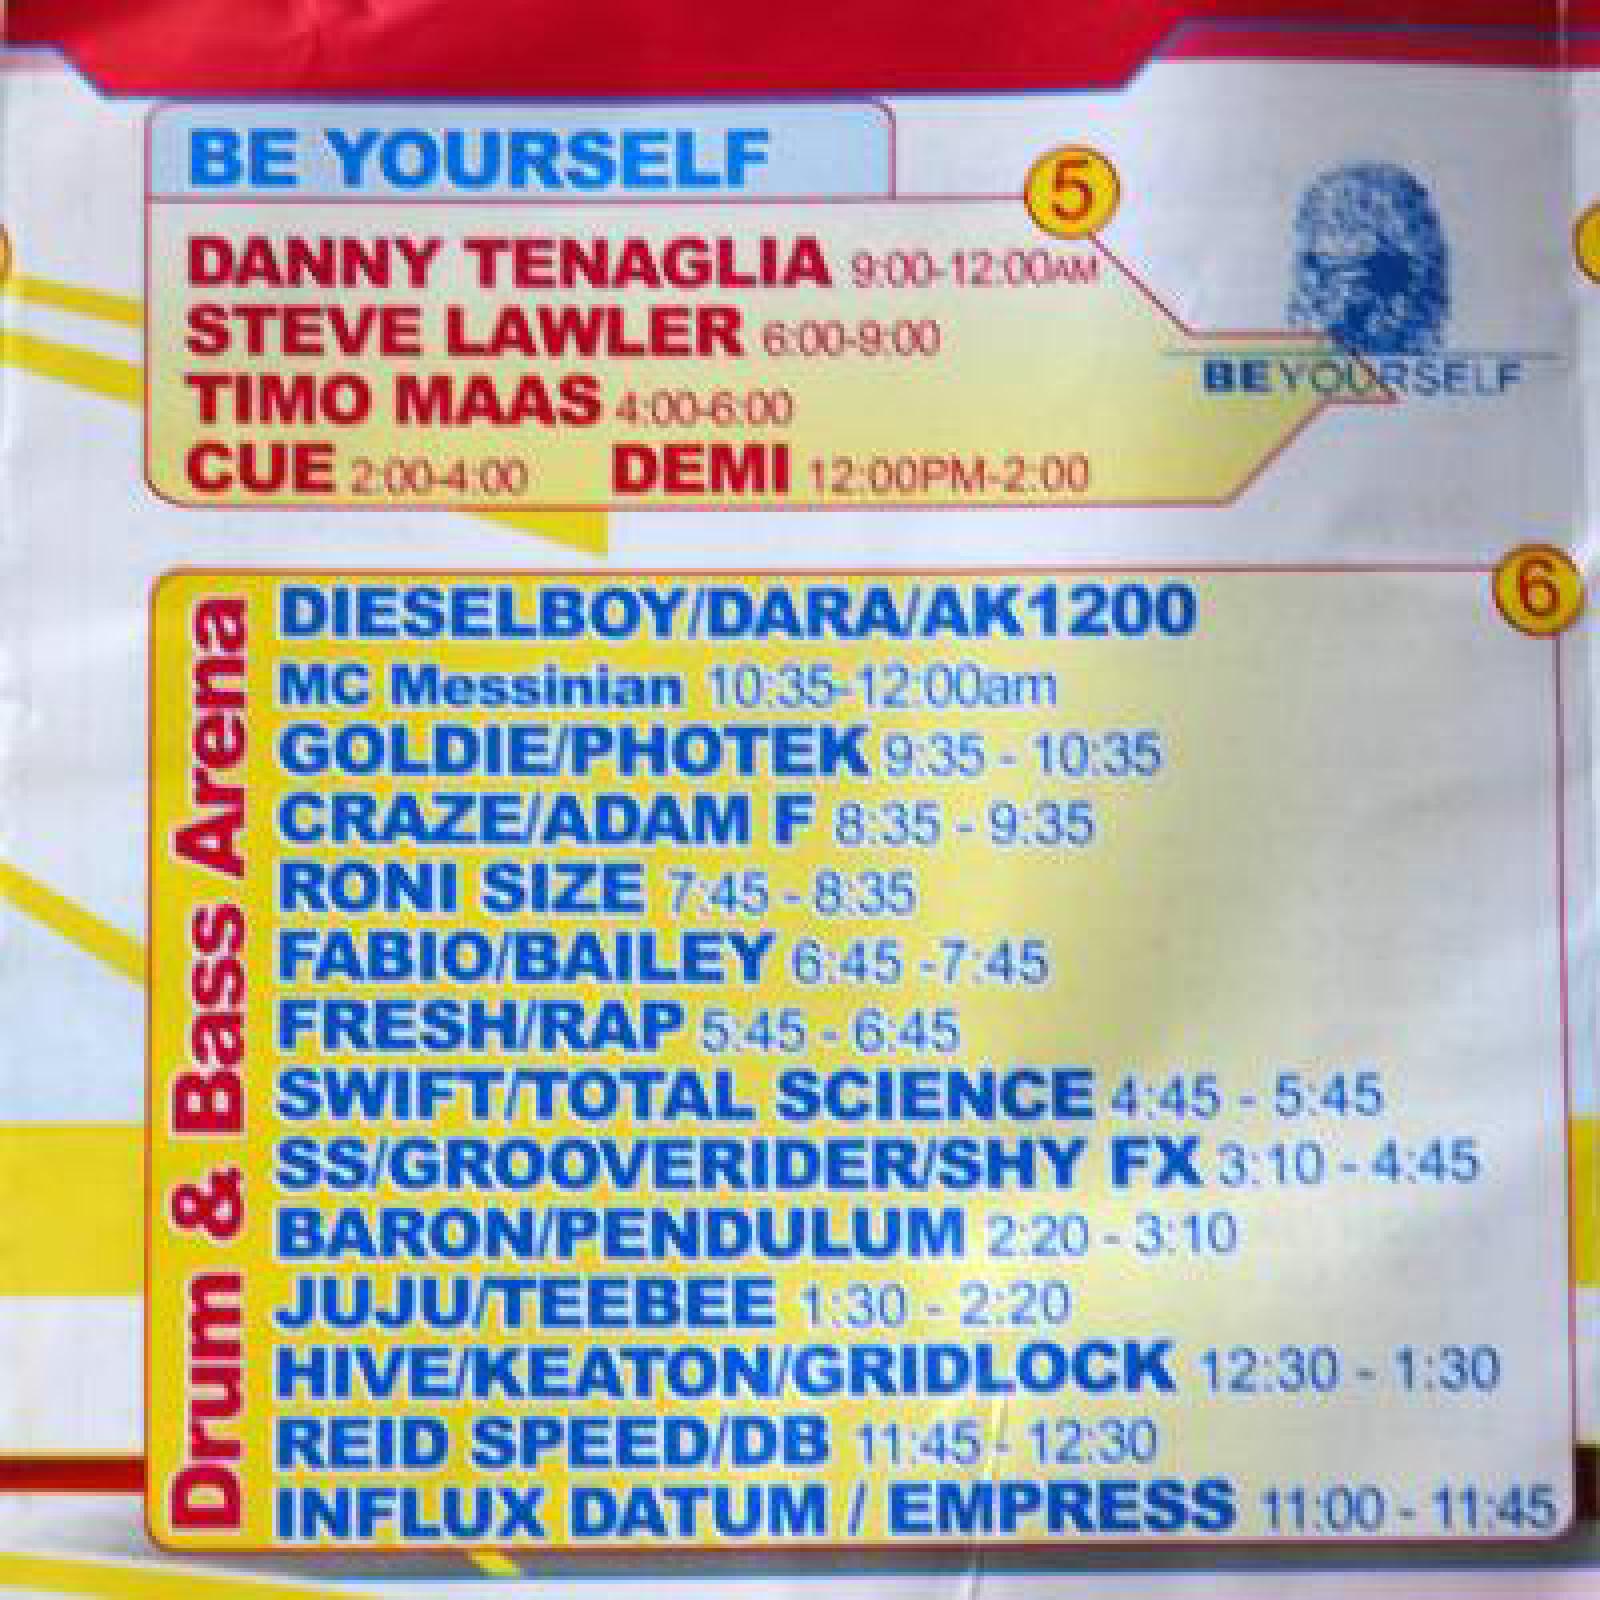 BE YOURSELF
5
DANNY TENAGLIA 9:00-12:00AM
STEVE LAWLER 6:00-9:00
TIMO MAAS 4:00-6:00
CUE 2:00-4:00 DEMI 12:00PM-2:00
BEYOURSELF
6
Drum & Bass Arena
DIESELBOY/DARA/AK1200
MC Messinian 10:35-12:00am
GOLDIE/PHOTEK 9:35 - 10:35
CRAZE/ADAM F 8:35 - 9:35
RONI SIZE 7:45 - 8:35
FABIO/BAILEY 6:45 -7:45
FRESH/RAP 5:45 - 6:45
SWIFT/TOTAL SCIENCE 4:45 - 5:45
SS/GROOVERIDER/SHY FX 3:10 - 4:45
BARON/PENDULUM 2:20 - 3:10
JUJU/TEEBEE 1:30 - 2:20
HIVE/KEATON/GRIDLOCK 12:30 - 1:30
REID SPEED/DB 11:45 - 12:30
INFLUX DATUM / EMPRESS 11:00 - 11:45